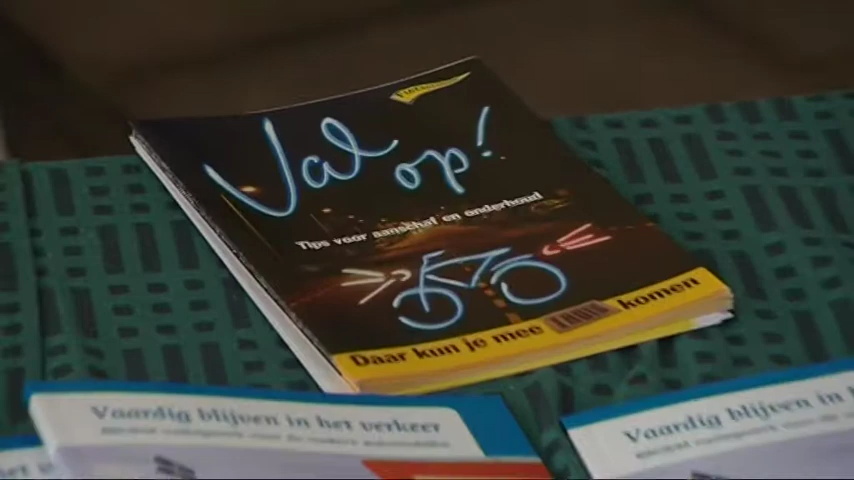 Val op!
Tips voor aanschaf en onderhoud
Daar kun je mee THUIS komen
Vaardig blijven in het verkeer
Vaardig blijven in h